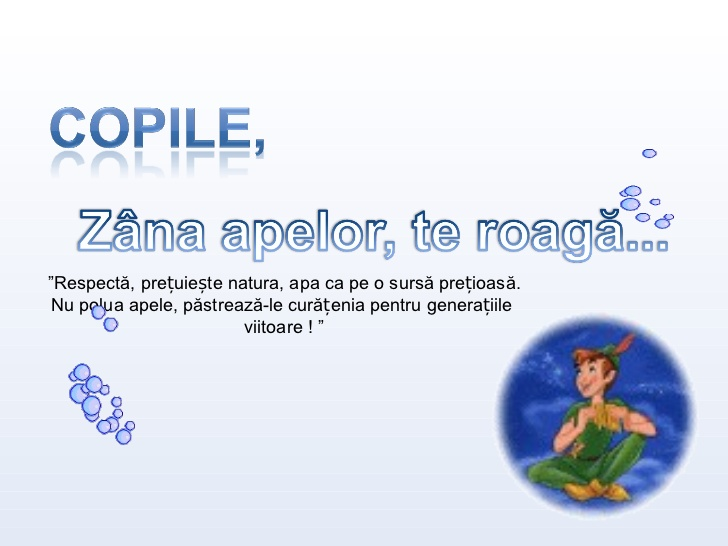 COPILE,
Zâna apelor, te roagă...
”Respectă, prețuiește natura, apa ca pe o sursă prețioasă.
Nu polua apele, păstrează-le curățenia pentru generațiile
viitoare ! ”